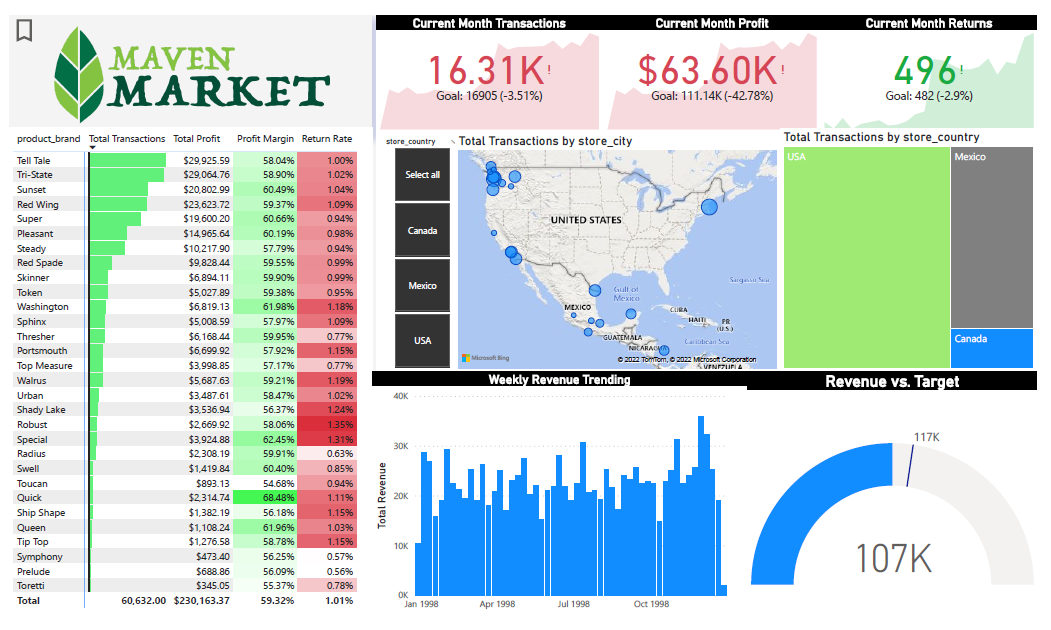 MAVEN
MARKET
Current Month Transactions
16.31K!
Goal: 16905 (-3.51%)
Current Month Profit
$63.60K!
Goal: 111.14K (-42.78%)
Current Month Returns
496!
Goal: 482 (-2.9%)
product_brand Total Transactions Total Profit Profit Margin Return Rate
Tell Tale $29,925.59 58.04% 1.00%
Tri-State $29,064.76 58.90% 1.02%
Sunset $20,802.99 60.49% 1.04%
Red Wing $23,623.72 59.37% 1.09%
Super $19,600.20 60.66% 0.94%
Pleasant $14,965.64 60.19% 0.98%
Steady $10,217.90 57.79% 0.94%
Red Spade $9,828.44 59.55% 0.99%
Skinner $6,894.11 59.90% 0.99%
Token $5,027.89 59.38% 0.95%
Washington $6,819.13 61.98% 1.18%
Sphinx $5,008.59 57.97% 1.09%
Thresher $6,168.44 59.95% 0.77%
Portsmouth $6,699.92 57.92% 1.15%
Top Measure $3,998.85 57.17% 0.77%
Walrus $5,687.63 59.21% 1.19%
Urban $3,487.61 58.47% 1.02%
Shady Lake $3,536.94 56.37% 1.24%
Robust $2,669.92 58.06% 1.35%
Special $3,924.88 62.45% 1.31%
Radius $2,308.19 59.91% 0.63%
Swell $1,419.84 60.40% 0.85%
Toucan $893.13 54.68% 0.94%
Quick $2,314.74 68.48% 1.11%
Ship Shape $1,382.19 56.18% 1.15%
Queen $1,108.24 61.96% 1.03%
Tip Top $1,276.58 58.78% 1.15%
Symphony $473.40 56.25% 0.57%
Prelude $688.86 56.09% 0.56%
Toretti $345.05 55.37% 0.78%
Total 60,632.00 $230,163.37 59.32% 1.01%
store_country
Select all
Canada
Mexico
USA
Total Transactions by store_city
UNITED STATES
Sargasso Sea
Gulf of
Mexico
MEXICO
CUBA
HAITI
PR
(U.S.)
GUATEMALA
Caribbean Sea
NICARAGUA
Microsoft Bing
© 2022 TomTom, © 2022 Microsoft Corporation
VENEZUELA
Total Transactions by store_country
USA
Mexico
Canada
Weekly Revenue Trending
Total Revenue
40K
30K
20K
10K
0K
Jan 1998 Apr 1998 Jul 1998 Oct 1998
Revenue vs. Target
117K
107K